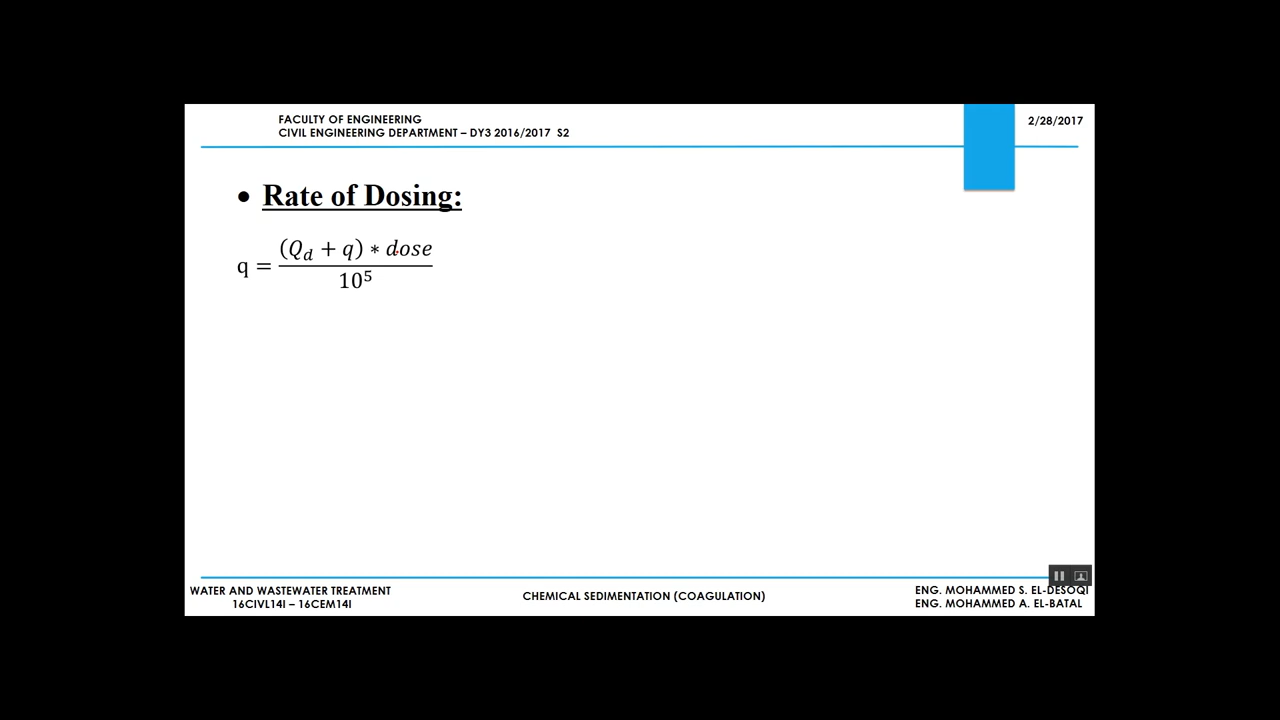 FACULTY OF ENGINEERING
CIVIL ENGINEERING DEPARTMENT – DY3 2016/2017 S2
2/28/2017
• Rate of Dosing:
q = \frac{(Q_d + q) * dose}{10^5}
WATER AND WASTEWATER TREATMENT
16CIVL14I – 16CEM14I
CHEMICAL SEDIMENTATION (COAGULATION)
ENG. MOHAMMED S. EL-DESOQI
ENG. MOHAMMED A. EL-BATAL